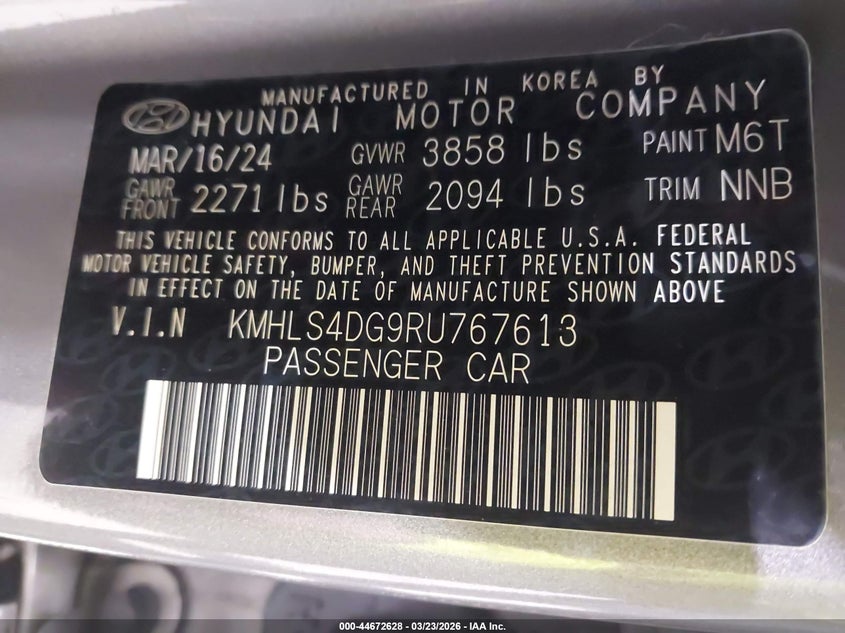 MANUFACTURED IN KOREA BY
HYUNDAI MOTOR COMPANY
MAR/16/24 GVWR 3858 lbs PAINT M6T
GAWR FRONT 2271 lbs GAWR REAR 2094 lbs TRIM NNB
THIS VEHICLE CONFORMS TO ALL APPLICABLE U.S.A. FEDERAL
MOTOR VEHICLE SAFETY, BUMPER, AND THEFT PREVENTION STANDARDS
IN EFFECT ON THE DATE OF MANUFACTURE SHOWN ABOVE
V.I.N KMHLS4DG9RU767613
PASSENGER CAR
000-44672628 - 03/23/2026 - IAA Inc.